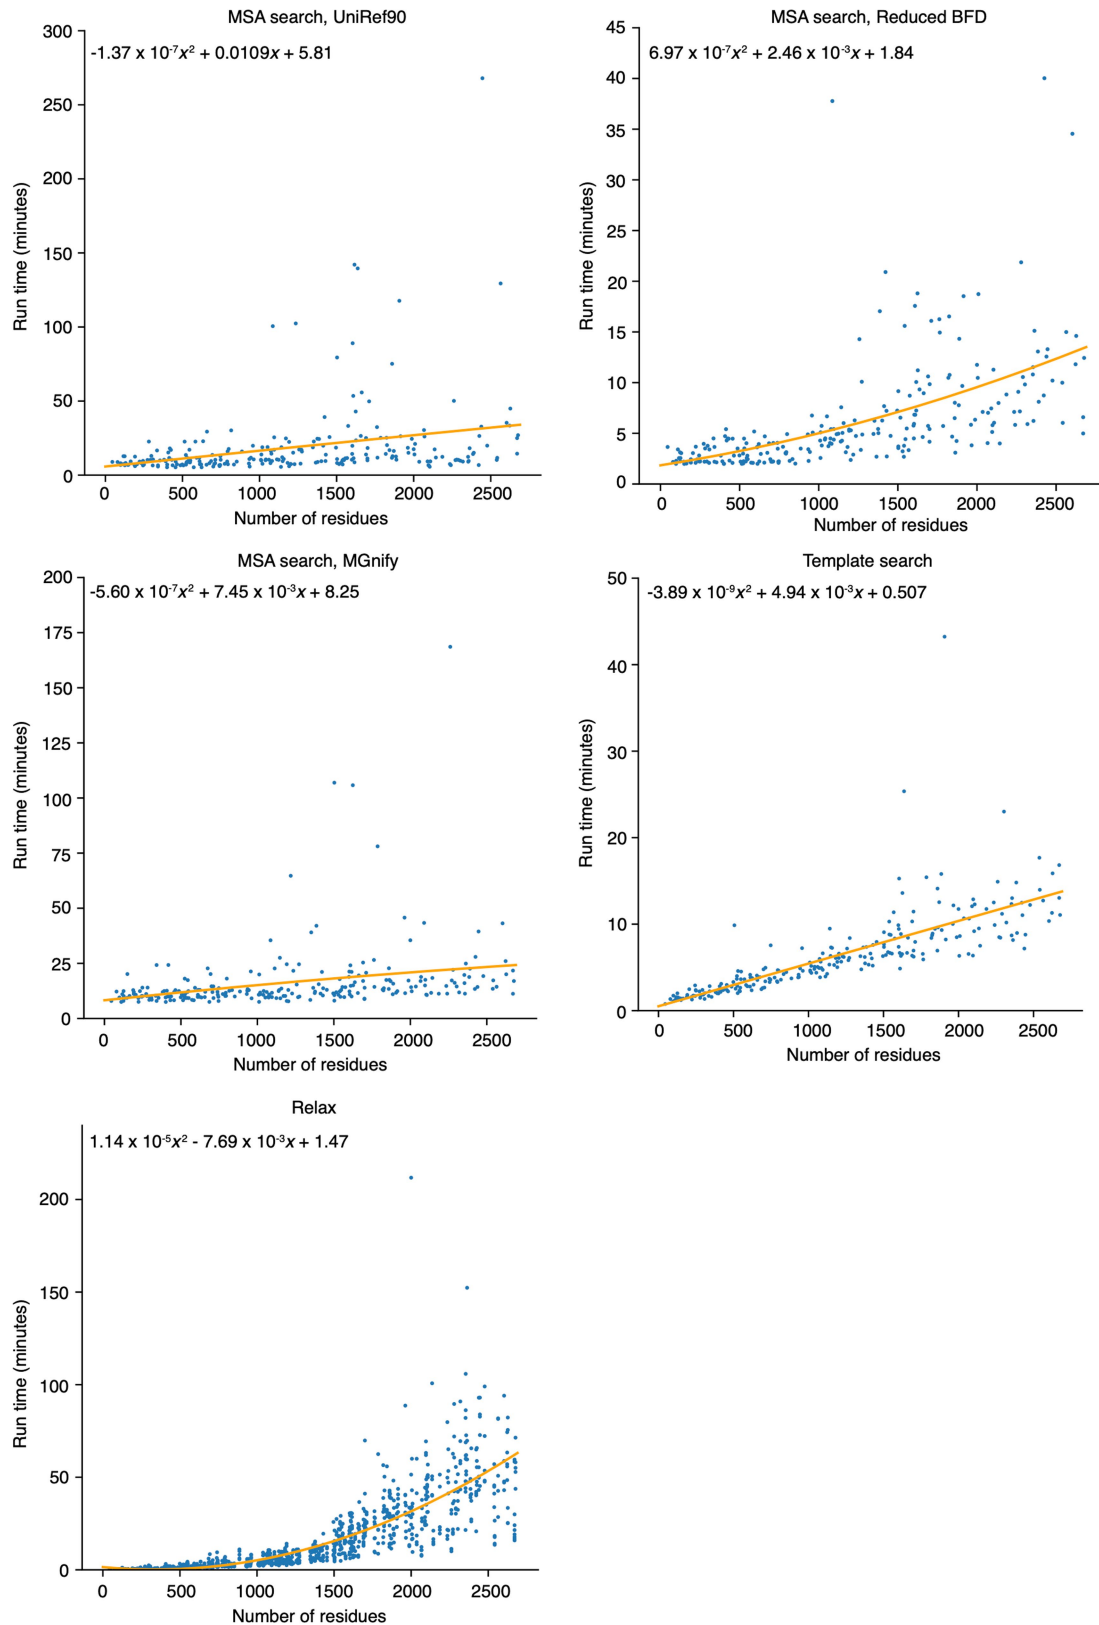 MSA search, UniRef90
-1.37 x 10⁻⁷x² + 0.0109x + 5.81
300
250
200
150
100
50
0
Run time (minutes)
0 500 1000 1500 2000 2500
Number of residues
MSA search, Reduced BFD
6.97 x 10⁻⁷x² + 2.46 x 10⁻³x + 1.84
45
40
35
30
25
20
15
10
5
0
Run time (minutes)
0 500 1000 1500 2000 2500
Number of residues
MSA search, MGnify
-5.60 x 10⁻⁷x² + 7.45 x 10⁻³x + 8.25
200
175
150
125
100
75
50
25
0
Run time (minutes)
0 500 1000 1500 2000 2500
Number of residues
Template search
-3.89 x 10⁻⁹x² + 4.94 x 10⁻³x + 0.507
50
40
30
20
10
0
Run time (minutes)
0 500 1000 1500 2000 2500
Number of residues
Relax
1.14 x 10⁻⁵x² - 7.69 x 10⁻³x + 1.47
200
150
100
50
0
Run time (minutes)
0 500 1000 1500 2000 2500
Number of residues